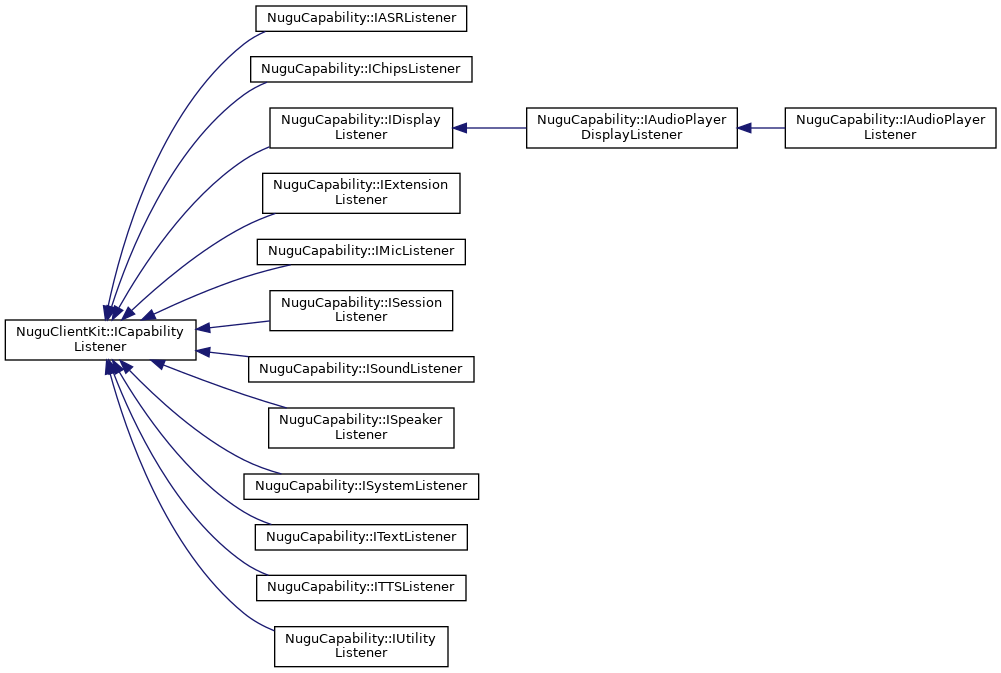 NuguCapability::IASRListener
NuguCapability::IChipsListener
NuguCapability::IDisplay
Listener
NuguCapability::IAudioPlayer
DisplayListener
NuguCapability::IAudioPlayer
Listener
NuguCapability::IExtension
Listener
NuguCapability::IMicListener
NuguCapability::ISession
Listener
NuguClientKit::ICapability
Listener
NuguCapability::ISoundListener
NuguCapability::ISpeaker
Listener
NuguCapability::ISystemListener
NuguCapability::ITextListener
NuguCapability::ITTSListener
NuguCapability::IUtility
Listener